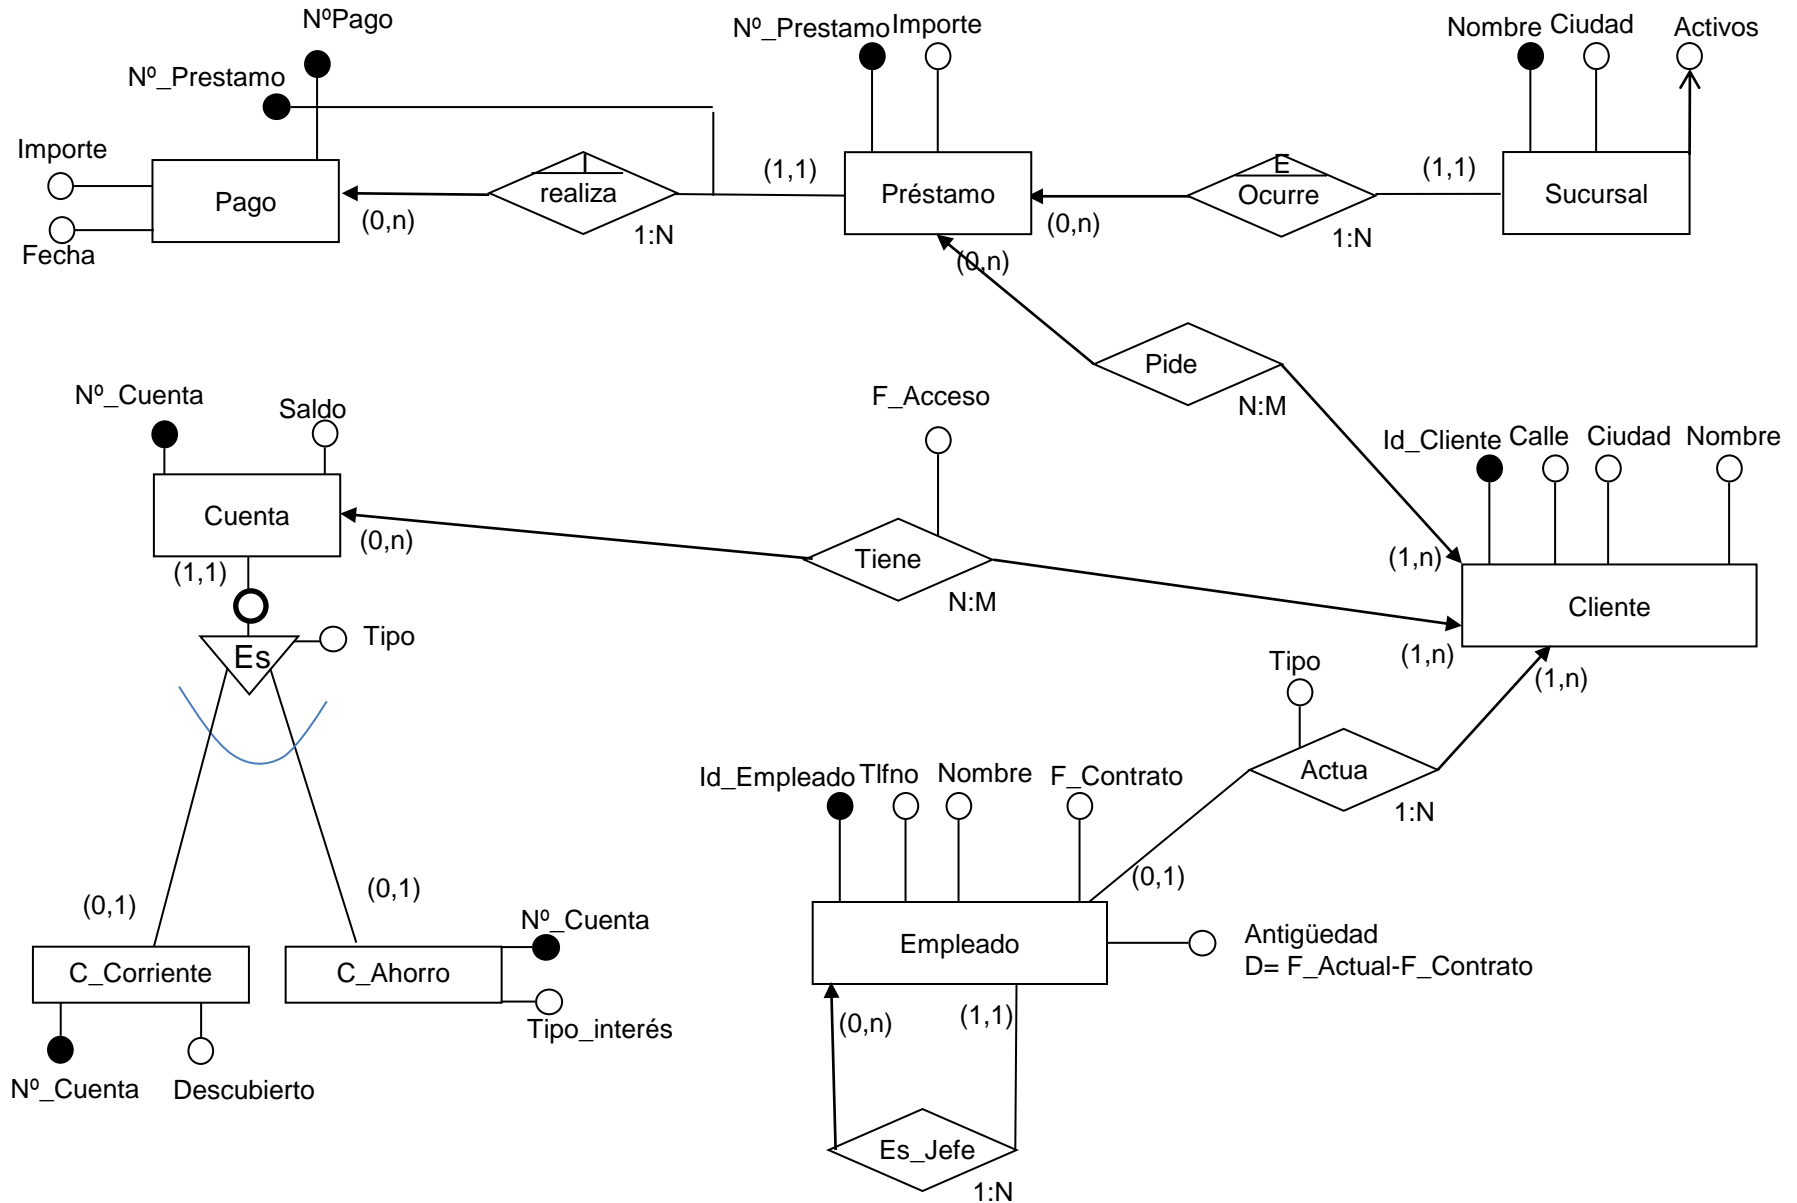 NºPago
Nº_Prestamo
Importe
Fecha
Pago
(0,n)
I
realiza
1:N
(1,1)
Nº_Prestamo
Importe
Préstamo
(0,n)
(0,n)
E
Ocurre
1:N
(1,1)
Nombre
Ciudad
Activos
Sucursal
Pide
N:M
Nº_Cuenta
Saldo
Cuenta
(0,n)
(1,1)
F_Acceso
Tiene
N:M
Id_Cliente
Calle
Ciudad
Nombre
(1,n)
Cliente
(1,n)
(1,n)
Es
Tipo
(0,1)
(0,1)
C_Corriente
C_Ahorro
Nº_Cuenta
Tipo_interés
Nº_Cuenta
Descubierto
Tipo
Actua
1:N
Id_Empleado
Tlfno
Nombre
F_Contrato
(0,1)
Empleado
Antigüedad
D= F_Actual-F_Contrato
(0,n)
(1,1)
Es_Jefe
1:N